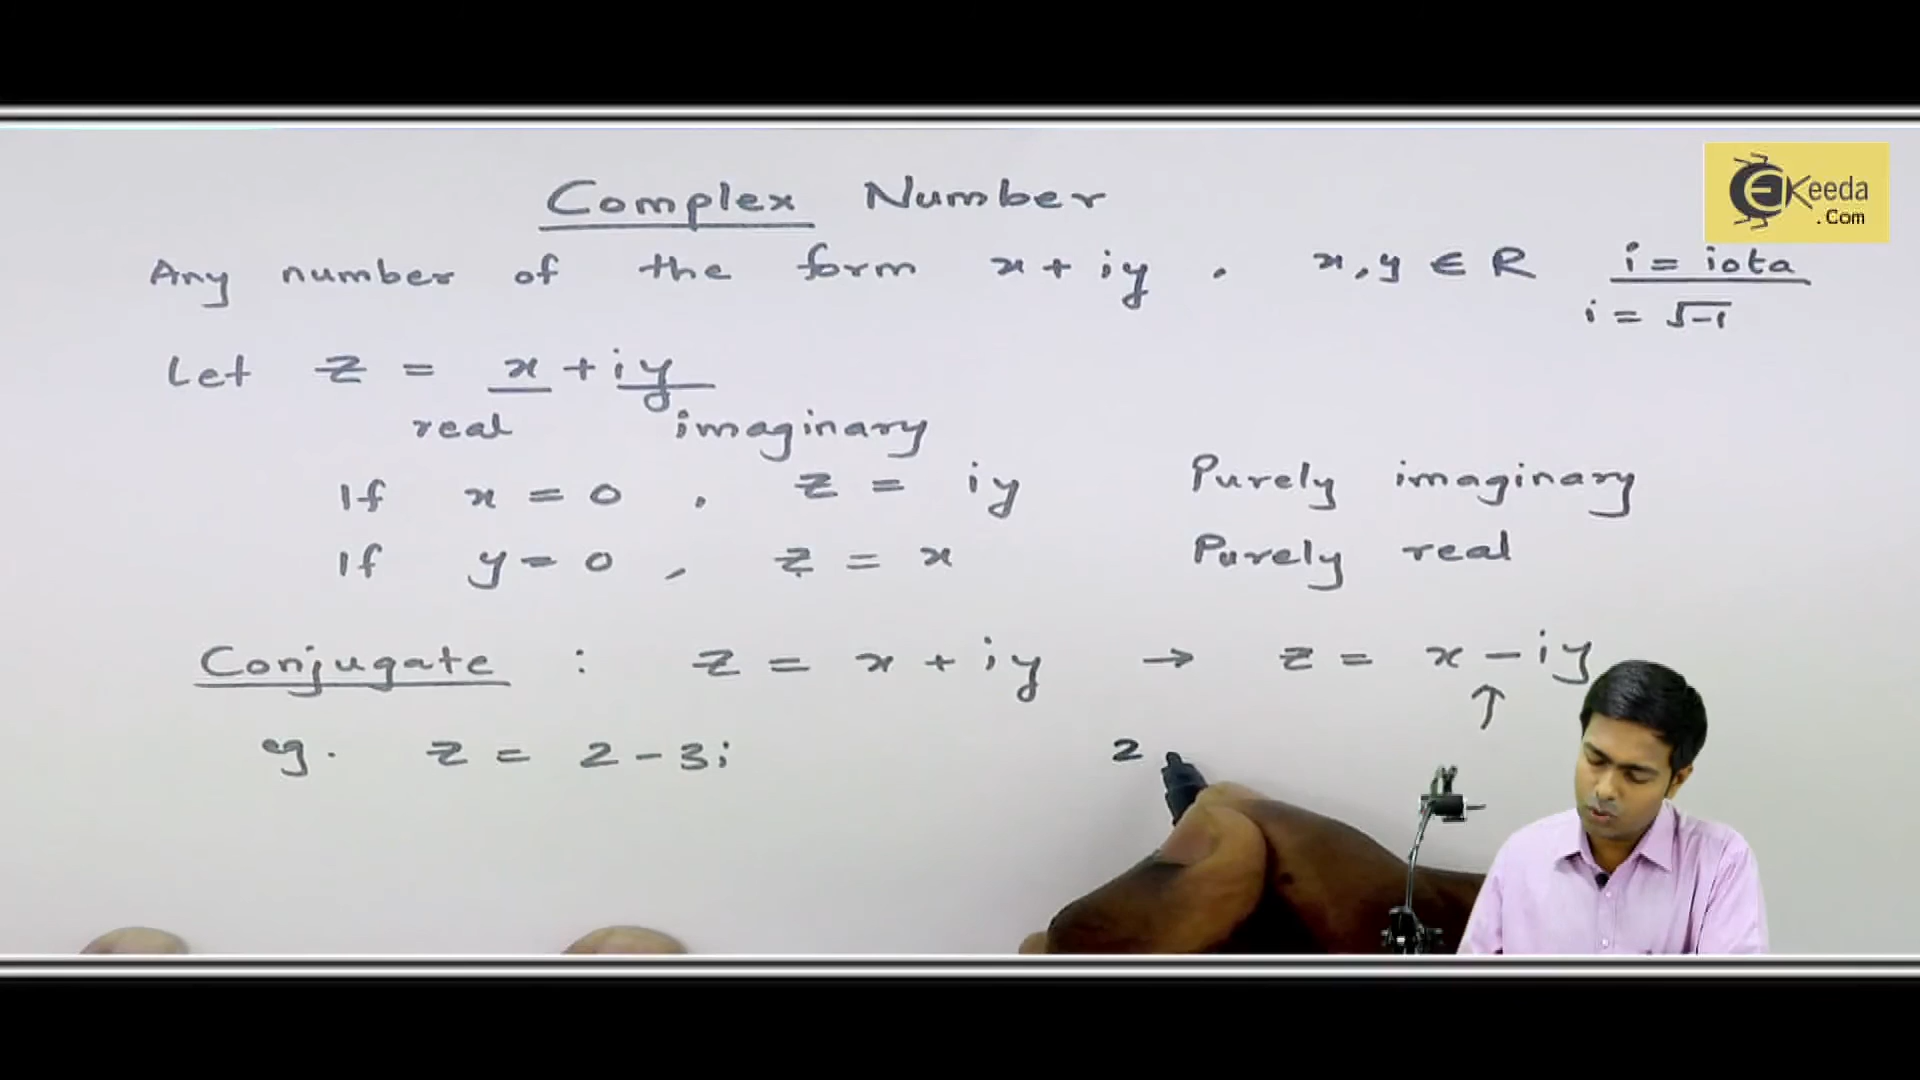 Complex Number
EKeeda
.Com
Any number of the form x + iy , x, y ∈ R i = iota
i = √-1
Let z = x + iy
real imaginary
If x = 0 , z = iy Purely imaginary
If y = 0 , z = x Purely real
Conjugate : z = x + iy → z = x - iy
↑
eg. z = 2 - 3i 2